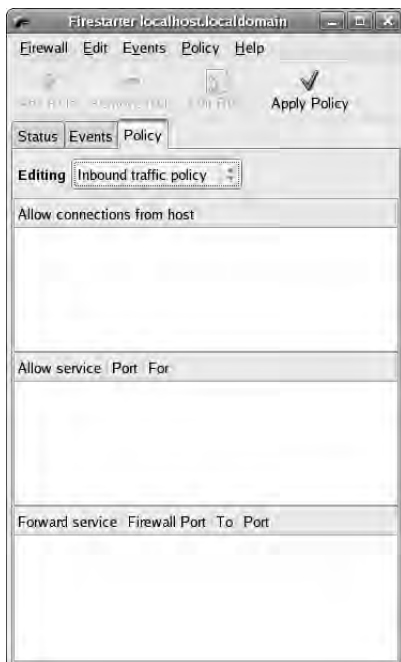 Firestarter localhost.localdomain
Firewall Edit Events Policy Help
Apply Policy
Status Events Policy
Editing Inbound traffic policy
Allow connections from host
Allow service Port For
Forward service Firewall Port To Port